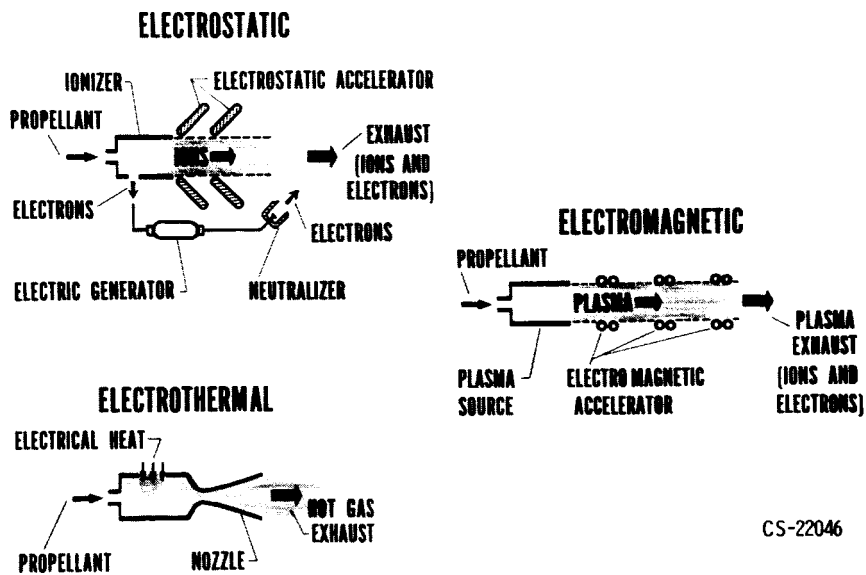 ELECTROSTATIC
IONIZER
ELECTROSTATIC ACCELERATOR
PROPELLANT
IONS
EXHAUST
(IONS AND
ELECTRONS)
ELECTRONS
ELECTRONS
ELECTRIC GENERATOR
NEUTRALIZER
ELECTROMAGNETIC
PROPELLANT
PLASMA
PLASMA
SOURCE
ELECTRO MAGNETIC
ACCELERATOR
PLASMA
EXHAUST
(IONS AND
ELECTRONS)
ELECTROTHERMAL
ELECTRICAL HEAT
PROPELLANT
NOZZLE
HOT GAS
EXHAUST
CS-22046